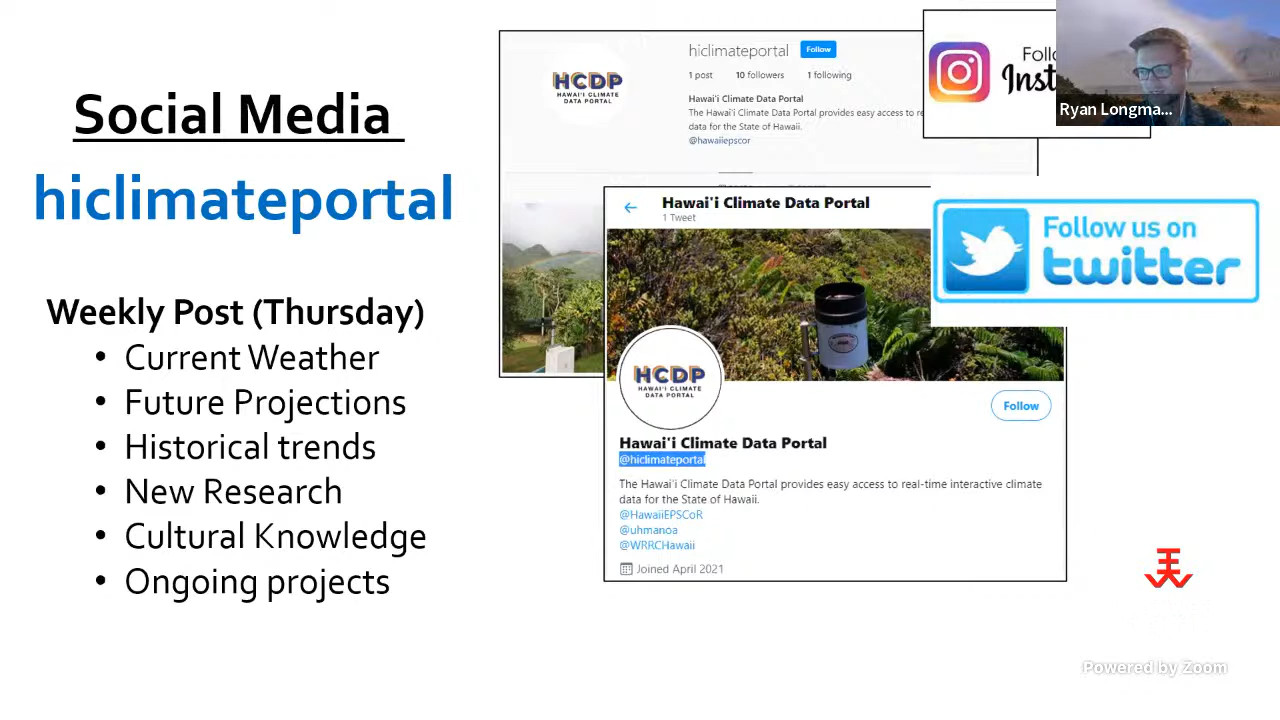 Social Media
hiclimateportal
Weekly Post (Thursday)
• Current Weather
• Future Projections
• Historical trends
• New Research
• Cultural Knowledge
• Ongoing projects
hiclimateportal Follow
1 post 10 followers 1 following
Hawai'i Climate Data Portal
The Hawai'i Climate Data Portal provides easy access to
data for the State of Hawaii.
@hawaiiepscor
HCDP
HAWAI'I CLIMATE
DATA PORTAL
Ryan Longma...
Hawai'i Climate Data Portal
1 Tweet
Follow us on
twitter
HCDP
HAWAI'I CLIMATE
DATA PORTAL
Follow
Hawai'i Climate Data Portal
@hiclimateportal
The Hawai'i Climate Data Portal provides easy access to real-time interactive climate
data for the State of Hawaii.
@HawaiiEPSCoR
@uhmanoa
@WRRCHawaii
Joined April 2021
Powered by Zoom